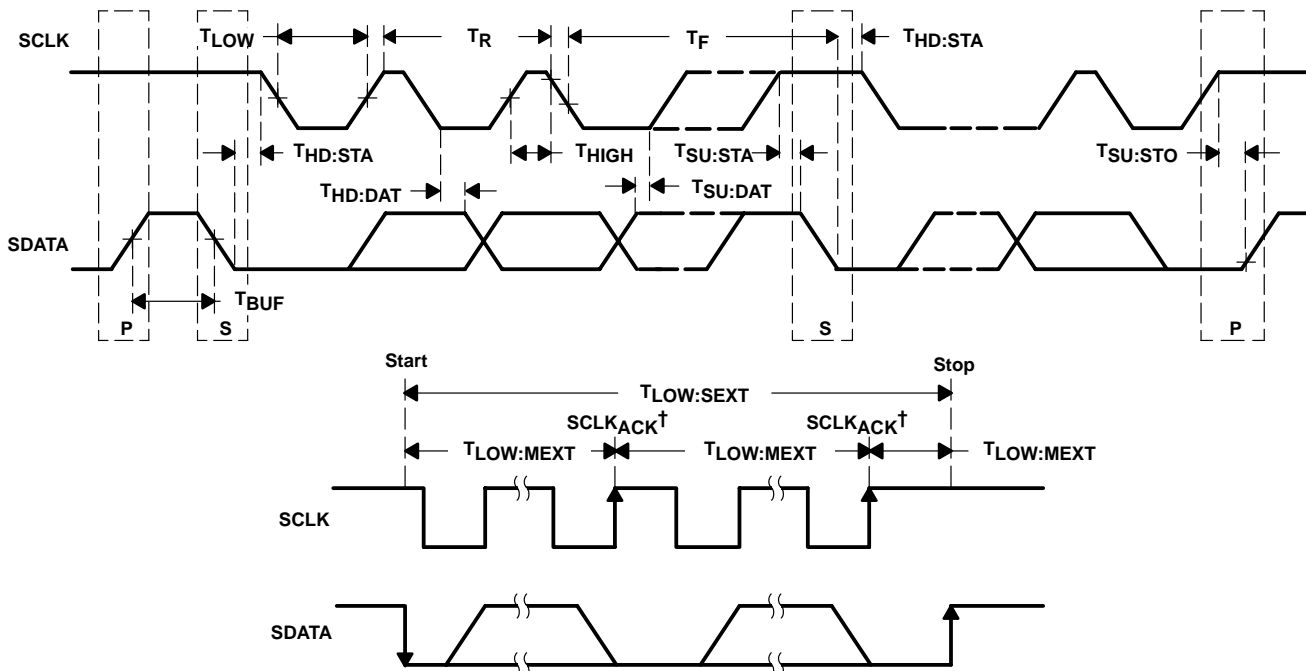 SCLK
TLOW
TR
TF
THD:STA
THD:STA
THIGH
TSU:STA
TSU:STO
THD:DAT
TSU:DAT
SDATA
TBUF
P
S
S
P
Start
Stop
TLOW:SEXT
SCLKACK†
SCLKACK†
TLOW:MEXT
TLOW:MEXT
TLOW:MEXT
SCLK
SDATA